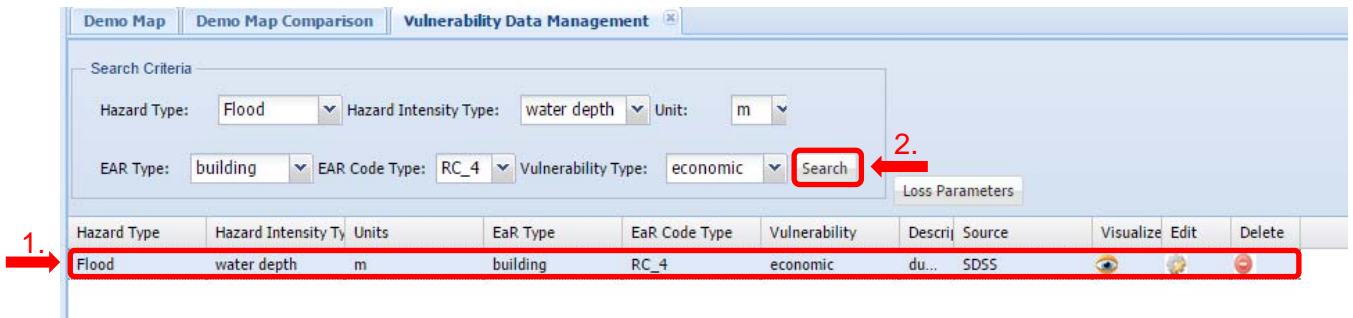 Demo Map Demo Map Comparison Vulnerability Data Management
Search Criteria
Hazard Type: Flood Hazard Intensity Type: water depth Unit: m
2.
EAR Type: building EAR Code Type: RC_4 Vulnerability Type: economic Search
Loss Parameters
Hazard Type Hazard Intensity Ty Units EaR Type EaR Code Type Vulnerability Descrip Source Visualize Edit Delete
1.
Flood water depth m building RC_4 economic du... SDSS